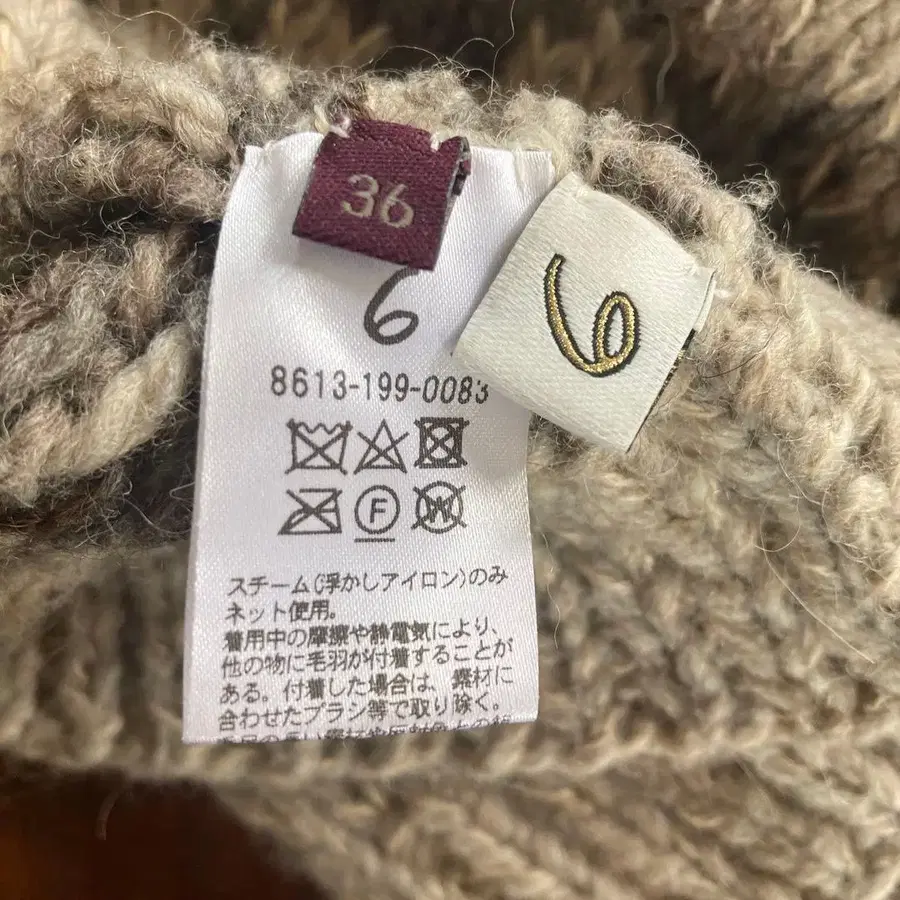 36
6
6
8613-199-0083
F
W
スチーム(浮かしアイロン)のみ
ネット使用。
着用中の摩擦や静電気により、
他の物に毛羽が付着することが
ある。付着した場合は、素材に
合わせたブラシ等で取り除く。